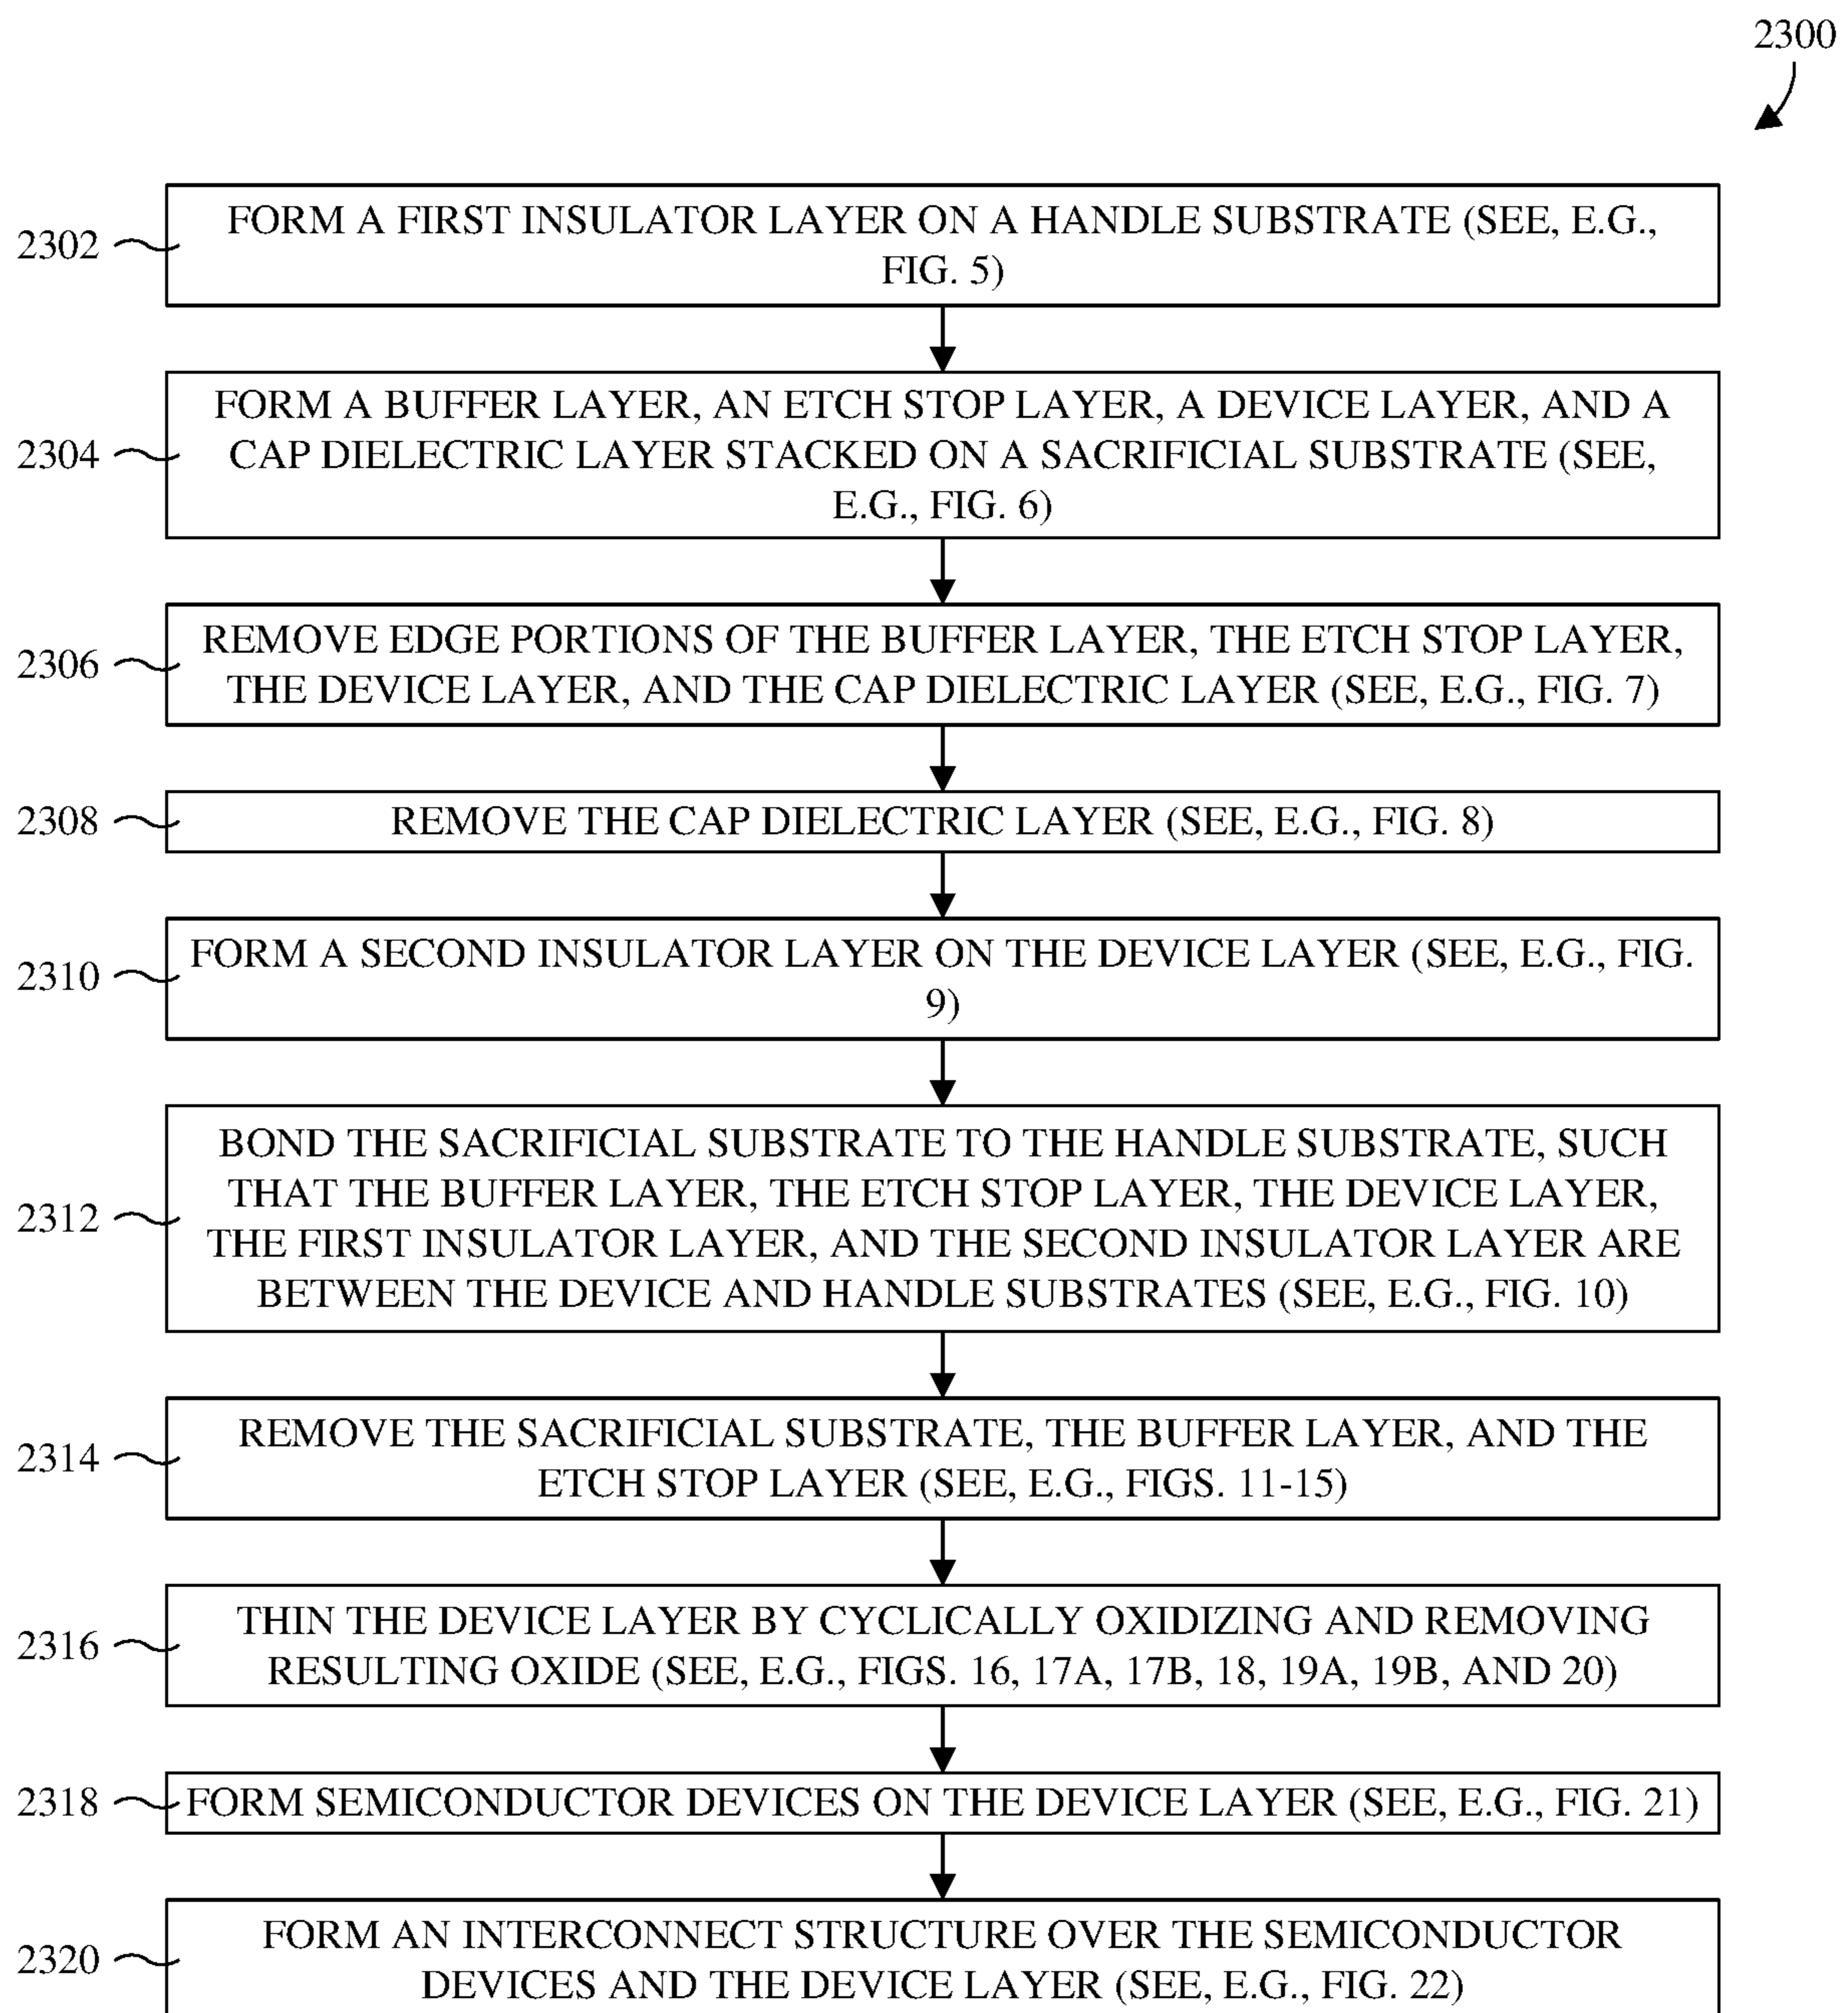 2300
2302
FORM A FIRST INSULATOR LAYER ON A HANDLE SUBSTRATE (SEE, E.G.,
FIG. 5)
2304
FORM A BUFFER LAYER, AN ETCH STOP LAYER, A DEVICE LAYER, AND A
CAP DIELECTRIC LAYER STACKED ON A SACRIFICIAL SUBSTRATE (SEE,
E.G., FIG. 6)
2306
REMOVE EDGE PORTIONS OF THE BUFFER LAYER, THE ETCH STOP LAYER,
THE DEVICE LAYER, AND THE CAP DIELECTRIC LAYER (SEE, E.G., FIG. 7)
2308
REMOVE THE CAP DIELECTRIC LAYER (SEE, E.G., FIG. 8)
2310
FORM A SECOND INSULATOR LAYER ON THE DEVICE LAYER (SEE, E.G., FIG.
9)
2312
BOND THE SACRIFICIAL SUBSTRATE TO THE HANDLE SUBSTRATE, SUCH
THAT THE BUFFER LAYER, THE ETCH STOP LAYER, THE DEVICE LAYER,
THE FIRST INSULATOR LAYER, AND THE SECOND INSULATOR LAYER ARE
BETWEEN THE DEVICE AND HANDLE SUBSTRATES (SEE, E.G., FIG. 10)
2314
REMOVE THE SACRIFICIAL SUBSTRATE, THE BUFFER LAYER, AND THE
ETCH STOP LAYER (SEE, E.G., FIGS. 11-15)
2316
THIN THE DEVICE LAYER BY CYCLICALLY OXIDIZING AND REMOVING
RESULTING OXIDE (SEE, E.G., FIGS. 16, 17A, 17B, 18, 19A, 19B, AND 20)
2318
FORM SEMICONDUCTOR DEVICES ON THE DEVICE LAYER (SEE, E.G., FIG. 21)
2320
FORM AN INTERCONNECT STRUCTURE OVER THE SEMICONDUCTOR
DEVICES AND THE DEVICE LAYER (SEE, E.G., FIG. 22)